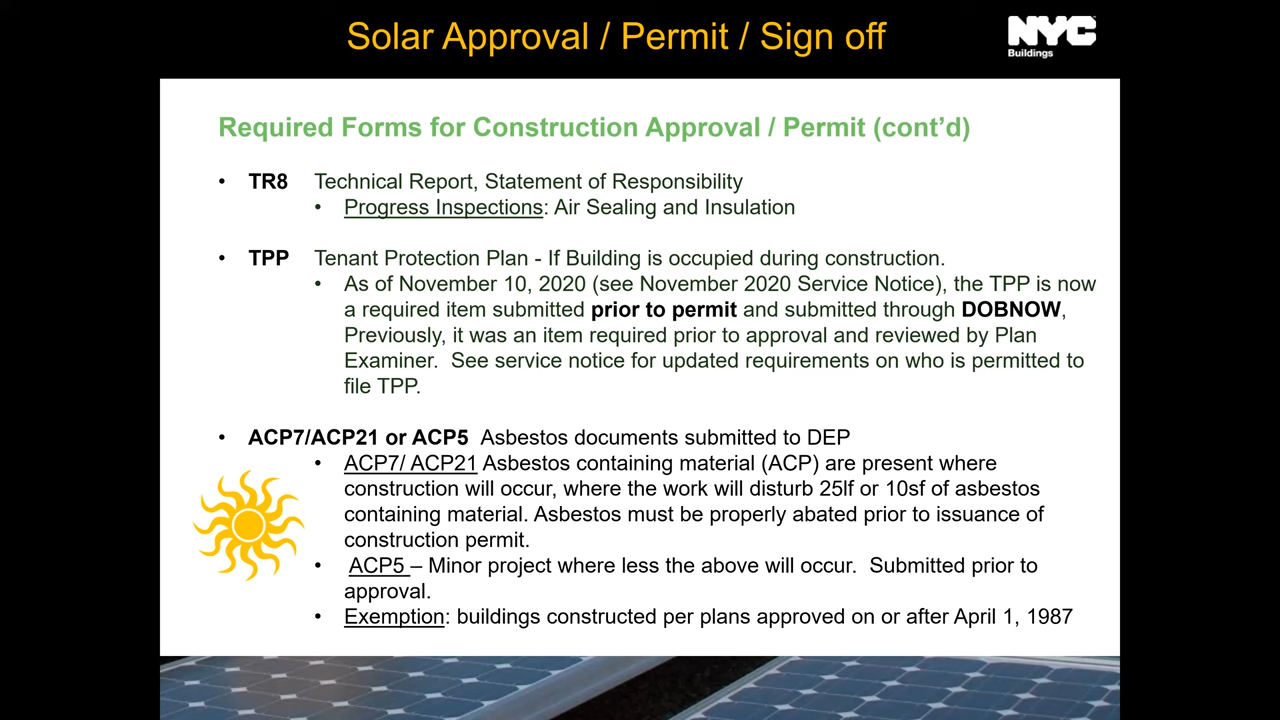 Solar Approval / Permit / Sign off
NYC
Buildings
Required Forms for Construction Approval / Permit (cont’d)
• TR8 Technical Report, Statement of Responsibility
• Progress Inspections: Air Sealing and Insulation
• TPP Tenant Protection Plan - If Building is occupied during construction.
• As of November 10, 2020 (see November 2020 Service Notice), the TPP is now
a required item submitted prior to permit and submitted through DOBNOW,
Previously, it was an item required prior to approval and reviewed by Plan
Examiner. See service notice for updated requirements on who is permitted to
file TPP.
• ACP7/ACP21 or ACP5 Asbestos documents submitted to DEP
• ACP7/ ACP21 Asbestos containing material (ACP) are present where
construction will occur, where the work will disturb 25lf or 10sf of asbestos
containing material. Asbestos must be properly abated prior to issuance of
construction permit.
• ACP5 – Minor project where less the above will occur. Submitted prior to
approval.
• Exemption: buildings constructed per plans approved on or after April 1, 1987